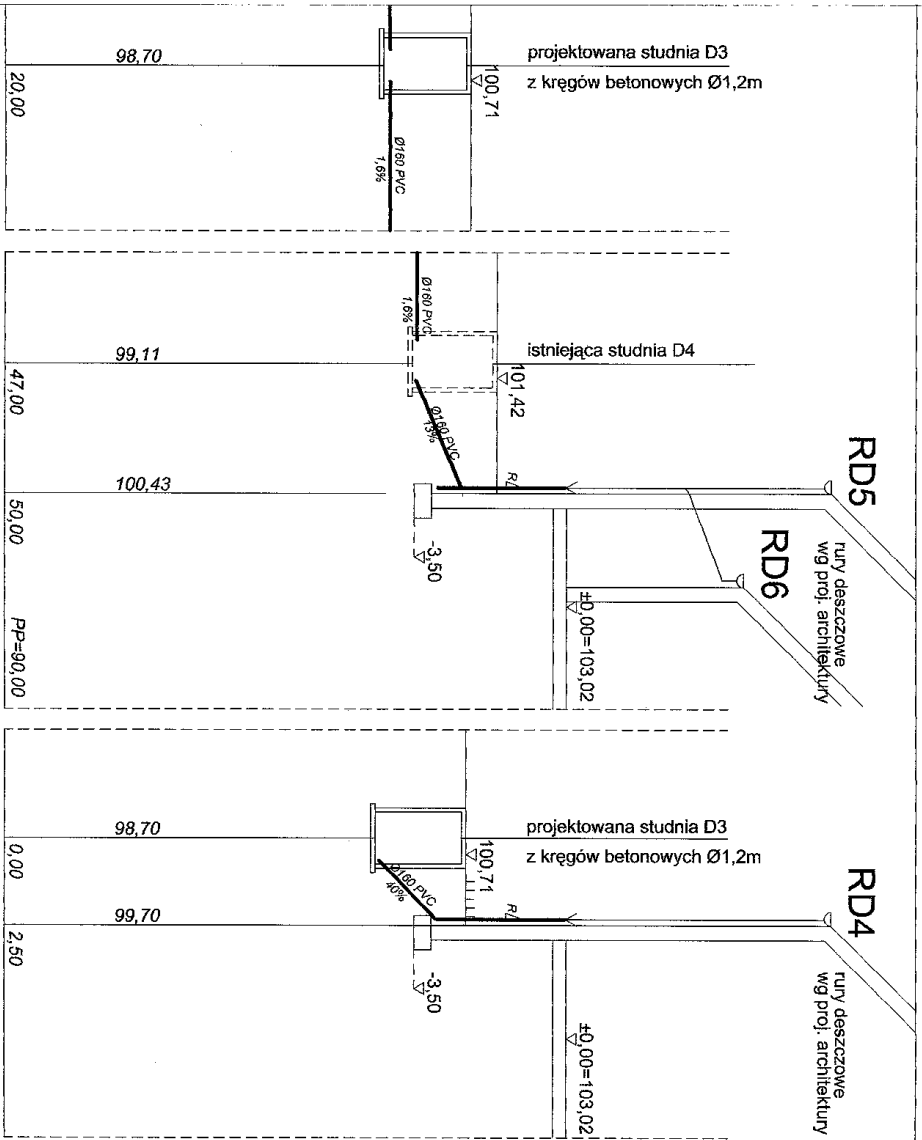 projektowana studnia D3
z kręgów betonowych Ø1,2m
100,71
98,70
20,00
Ø160 PVC
1,6%
Ø160 PVC
1,6%
istniejąca studnia D4
101,42
99,11
47,00
Ø160 PVC
13%
RD5
R
100,43
50,00
-3,50
RD6
rury deszczowe
wg proj. architektury
±0,00=103,02
PP=90,00
projektowana studnia D3
z kręgów betonowych Ø1,2m
100,71
98,70
0,00
Ø160 PVC
40%
RD4
R
99,70
2,50
-3,50
rury deszczowe
wg proj. architektury
±0,00=103,02